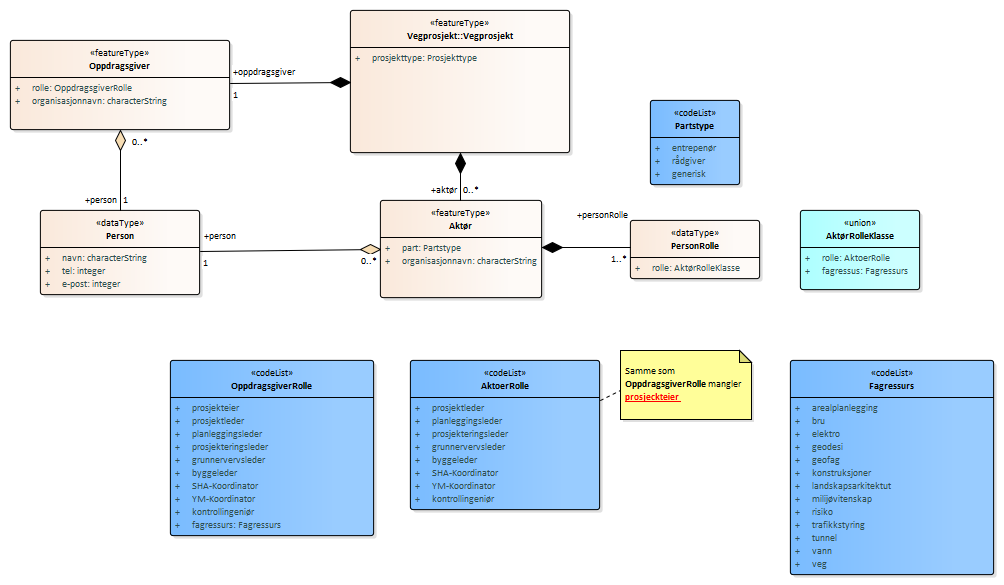 «featureType»
Vegprosjekt::Vegprosjekt
+ prosjekttype: Prosjekttype
«featureType»
Oppdragsgiver
+ rolle: OppdragsgiverRolle
+ organisasjonnavn: characterString
+oppdragsgiver
1
0..*
+person 1
+aktør 0..*
«codeList»
Partstype
+ entrepenør
+ rådgiver
+ generisk
«dataType»
Person
+ navn: characterString
+ tel: integer
+ e-post: integer
+person
1
0..*
«featureType»
Aktør
+ part: Partstype
+ organisasjonnavn: characterString
+personRolle
1..*
«dataType»
PersonRolle
+ rolle: AktørRolleKlasse
«union»
AktørRolleKlasse
+ rolle: AktoerRolle
+ fagressus: Fagressurs
«codeList»
OppdragsgiverRolle
+ prosjekteier
+ prosjektleder
+ planleggingsleder
+ prosjekteringsleder
+ grunnervervsleder
+ byggeleder
+ SHA-Koordinator
+ YM-Koordinator
+ kontrollingeniør
+ fagressurs: Fagressurs
«codeList»
AktoerRolle
+ prosjektleder
+ planleggingsleder
+ prosjekteringsleder
+ grunnervervsleder
+ byggeleder
+ SHA-Koordinator
+ YM-Koordinator
+ kontrollingeniør
Samme som
OppdragsgiverRolle mangler
prosjeckteier
«codeList»
Fagressurs
+ arealplanlegging
+ bru
+ elektro
+ geodesi
+ geofag
+ konstruksjoner
+ landskapsarkitektut
+ miljøvitenskap
+ risiko
+ trafikkstyring
+ tunnel
+ vann
+ veg